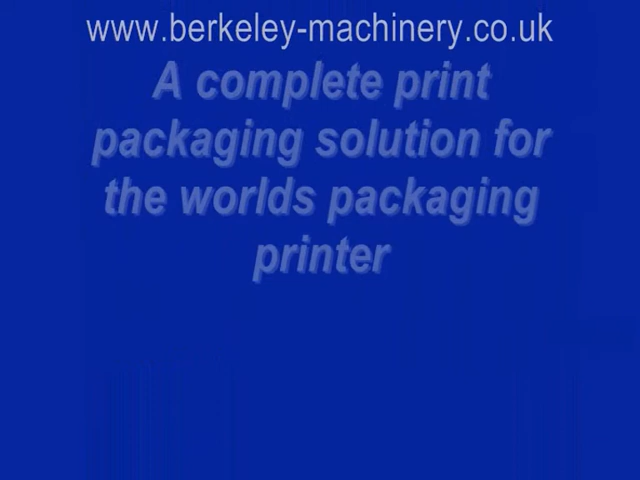 www.berkeley-machinery.co.uk
A complete print
packaging solution for
the worlds packaging
printer